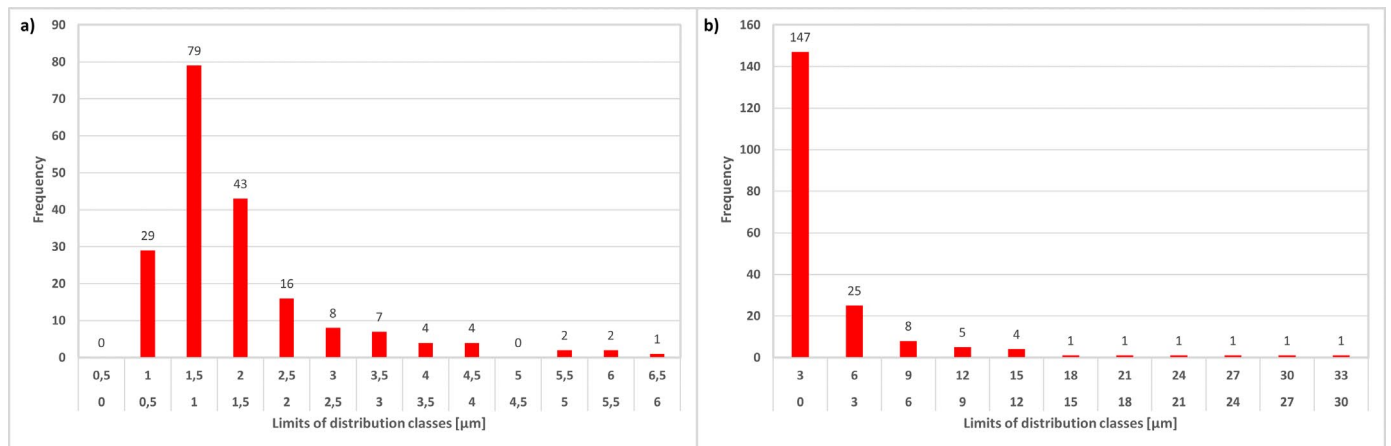 a)
90
80
70
60
50
40
30
20
10
0
Frequency
0 29 79 43 16 8 7 4 4 0 2 2 1
0,5 1 1,5 2 2,5 3 3,5 4 4,5 5 5,5 6 6,5
0 0,5 1 1,5 2 2,5 3 3,5 4 4,5 5 5,5 6
Limits of distribution classes [µm]
b)
160
140
120
100
80
60
40
20
0
Frequency
147 25 8 5 4 1 1 1 1 1 1
3 6 9 12 15 18 21 24 27 30 33
0 3 6 9 12 15 18 21 24 27 30
Limits of distribution classes [µm]